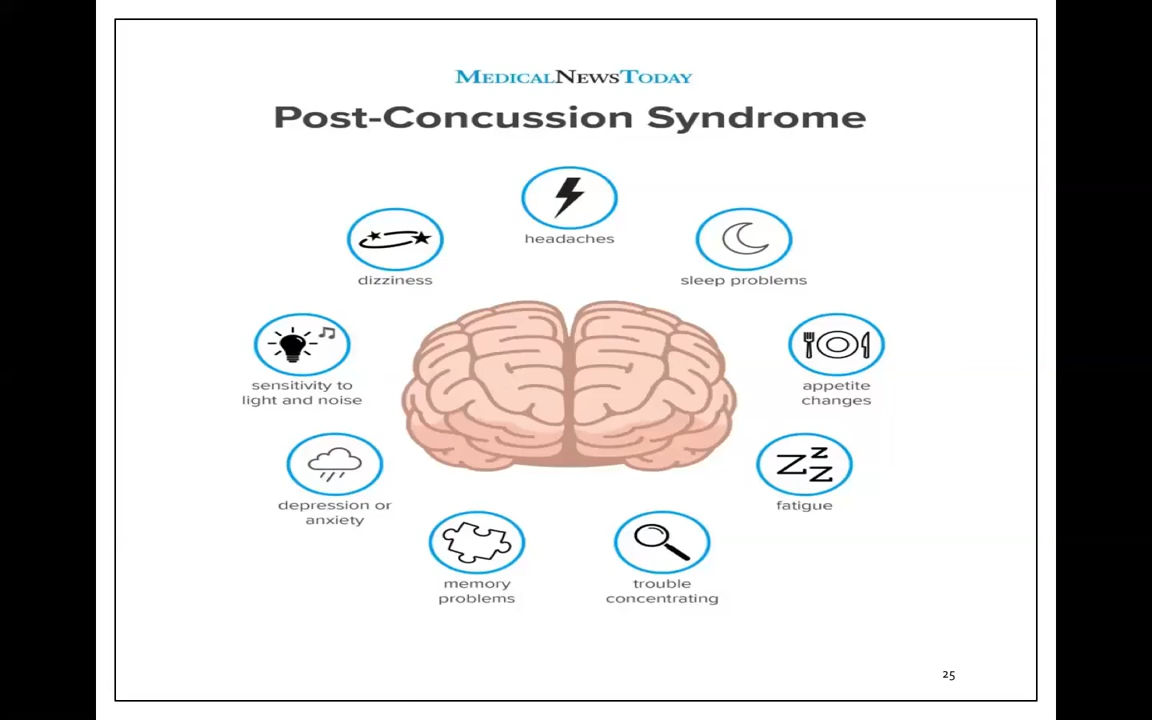 MEDICALNEWSTODAY
Post-Concussion Syndrome
headaches
dizziness
sleep problems
sensitivity to
light and noise
appetite
changes
depression or
anxiety
fatigue
memory
problems
trouble
concentrating
25